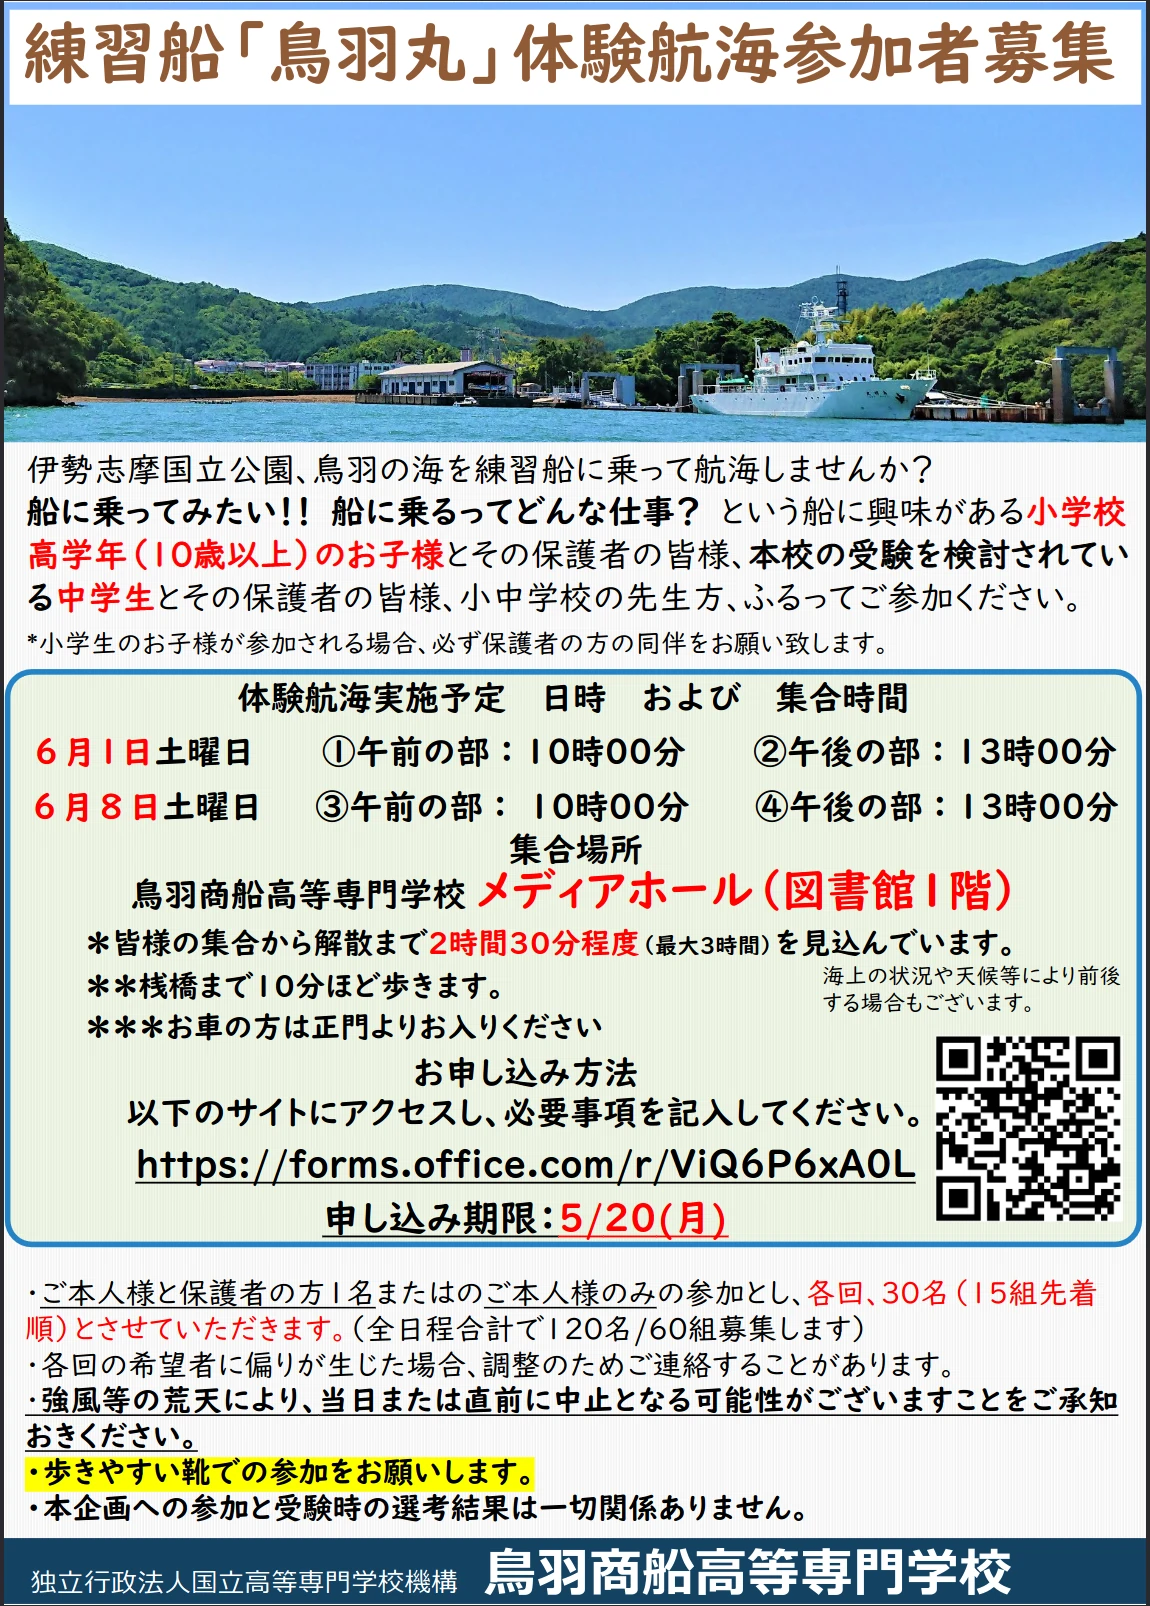 練習船「鳥羽丸」体験航海参加者募集
伊勢志摩国立公園、鳥羽の海を練習船に乗って航海しませんか？
船に乗ってみたい！！ 船に乗るってどんな仕事？ という船に興味がある小学校
高学年（10歳以上）のお子様とその保護者の皆様、本校の受験を検討されてい
る中学生とその保護者の皆様、小中学校の先生方、ふるってご参加ください。
*小学生のお子様が参加される場合、必ず保護者の方の同伴をお願い致します。
体験航海実施予定　日時　および　集合時間
6月1日土曜日　①午前の部：10時00分　②午後の部：13時00分
6月8日土曜日　③午前の部： 10時00分　④午後の部：13時00分
集合場所
鳥羽商船高等専門学校 メディアホール（図書館1階）
＊皆様の集合から解散まで2時間30分程度（最大3時間）を見込んでいます。
海上の状況や天候等により前後
する場合もございます。
＊＊桟橋まで10分ほど歩きます。
＊＊＊お車の方は正門よりお入りください
お申し込み方法
以下のサイトにアクセスし、必要事項を記入してください。
https://forms.office.com/r/ViQ6P6xA0L
申し込み期限：5/20(月)
・ご本人様と保護者の方1名またはのご本人様のみの参加とし、各回、30名（15組先着
順）とさせていただきます。（全日程合計で120名/60組募集します）
・各回の希望者に偏りが生じた場合、調整のためご連絡することがあります。
・強風等の荒天により、当日または直前に中止となる可能性がございますことをご承知
おきください。
・歩きやすい靴での参加をお願いします。
・本企画への参加と受験時の選考結果は一切関係ありません。
独立行政法人国立高等専門学校機構　鳥羽商船高等専門学校